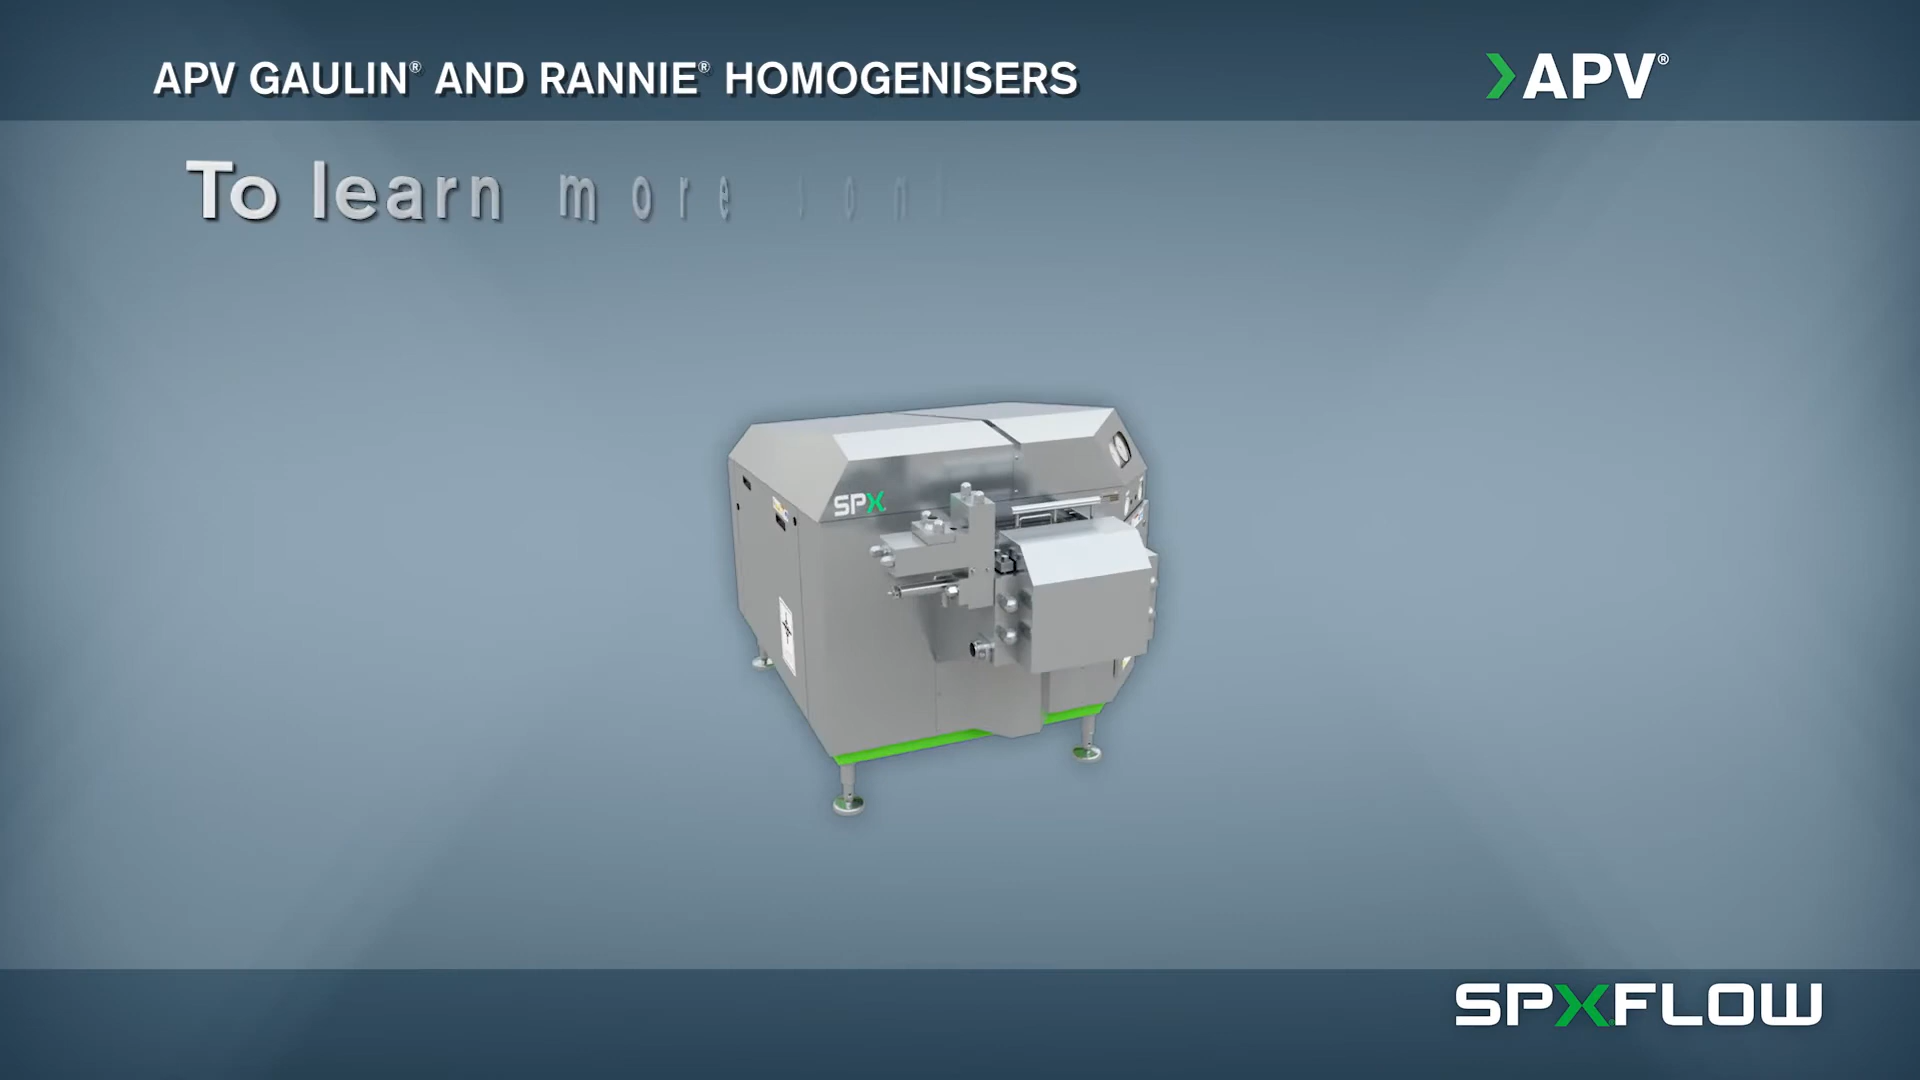 APV GAULIN® AND RANNIE® HOMOGENISERS
APV®
To learn more
SPX
SPXFLOW